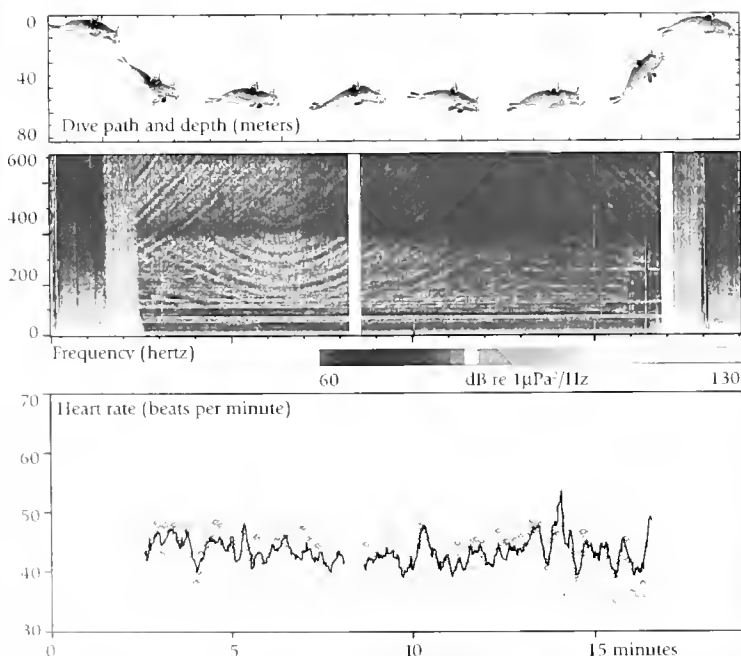 0
40
80
Dive path and depth (meters)
600
400
200
0
Frequency (hertz)
60 dB re 1µPa²/Hz 130
70
Heart rate (beats per minute)
60
50
40
30
0 5 10 15 minutes